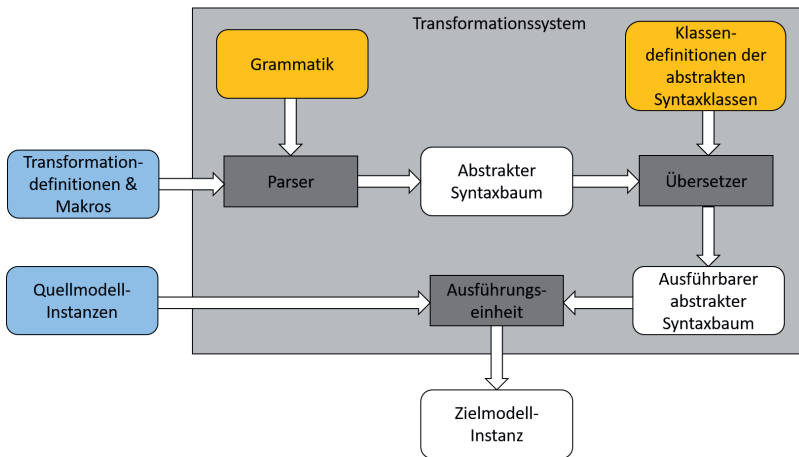 Transformationssystem
Grammatik
Klassen-
definitionen der
abstrakten
Syntaxklassen
Transformation-
definitionen &
Makros
Parser
Abstrakter
Syntaxbaum
Übersetzer
Quellmodell-
Instanzen
Ausführungs-
einheit
Ausführbarer
abstrakter
Syntaxbaum
Zielmodell-
Instanz